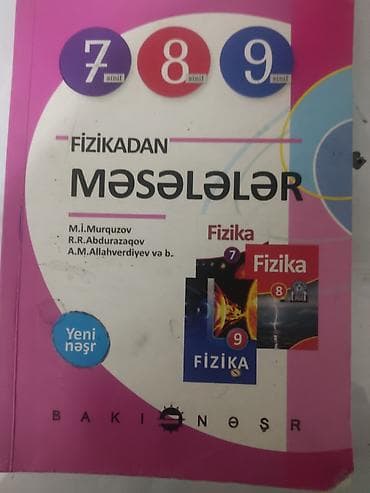 7 sinif
8 sinif
9 sinif
FİZİKADAN
MƏSƏLƏLƏR
M.İ.Murquzov
R.R.Abdurazaqov
A.M.Allahverdiyev və b.
Fizika
7
Fizika
8
9
FİZİKA
Yeni
nəşr
BAKI NƏŞR